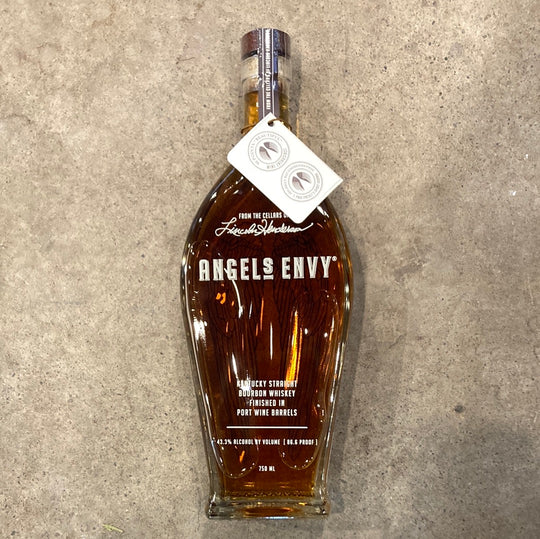 FROM THE CELLARS OF
Lincoln Henderson
ANGEL'S ENVY®
KENTUCKY STRAIGHT
BOURBON WHISKEY
FINISHED IN
PORT WINE BARRELS
43.3% ALCOHOL BY VOLUME [ 86.6 PROOF ]
750 ML